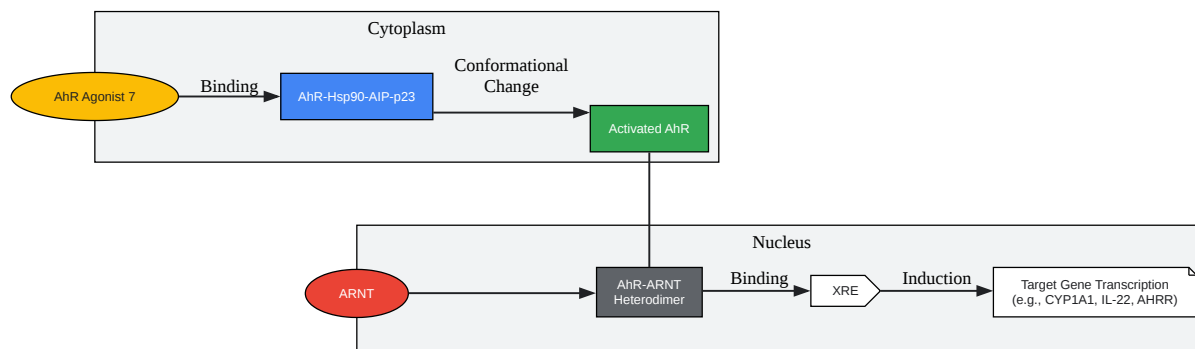 Cytoplasm
AhR Agonist 7
Binding
AhR-Hsp90-AIP-p23
Conformational
Change
Activated AhR
Nucleus
ARNT
AhR-ARNT
Heterodimer
Binding
XRE
Induction
Target Gene Transcription
(e.g., CYP1A1, IL-22, AHRR)